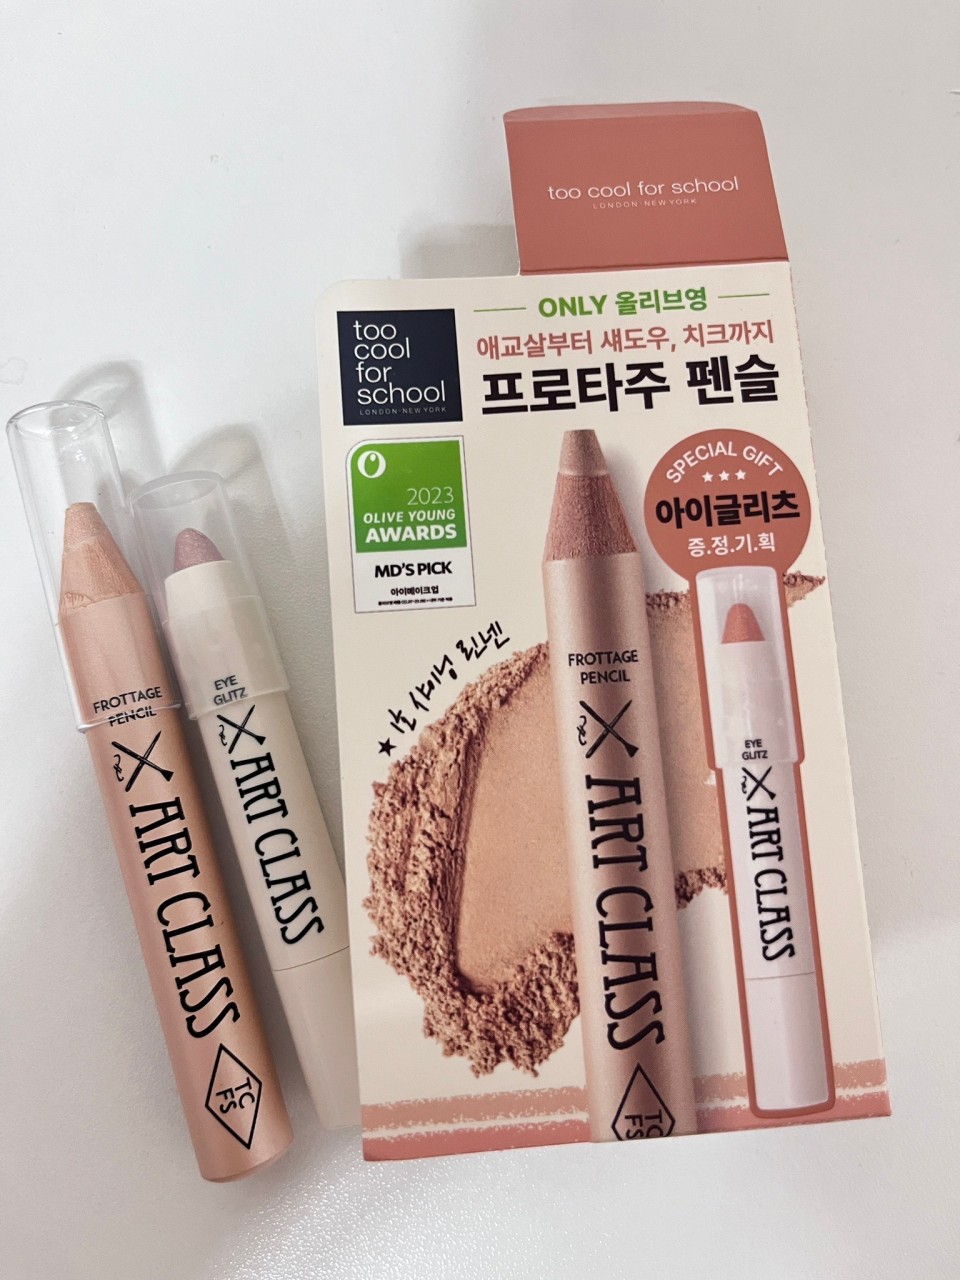 too cool for school
LONDON·NEW YORK
ONLY 올리브영
애교살부터 섀도우, 치크까지
프로타주 펜슬
too
cool
for
school
LONDON·NEW YORK
2023
OLIVE YOUNG
AWARDS
MD'S PICK
아이메이크업
SPECIAL GIFT
아이글리츠
증.정.기.획
FROTTAGE
PENCIL
ART CLASS
TC
FS
EYE
GLITZ
ART CLASS
FROTTAGE
PENCIL
ART CLASS
TC
FS
EYE
GLITZ
ART CLASS